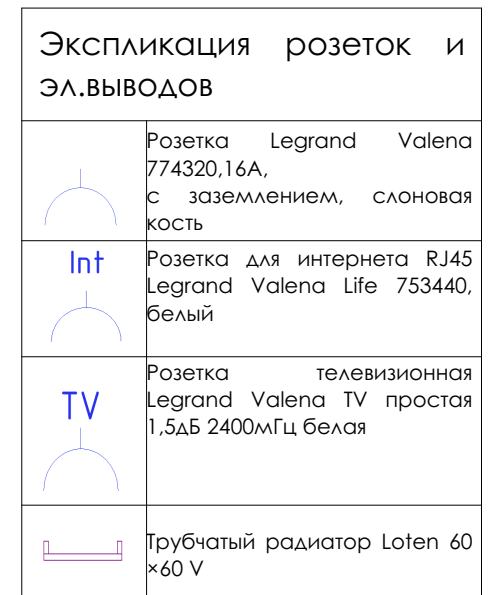 Экспликация розеток и
эл.выводов
Розетка Legrand Valena
774320,16А,
с заземлением, слоновая
кость
Int
Розетка для интернета RJ45
Legrand Valena Life 753440,
белый
TV
Розетка телевизионная
Legrand Valena TV простая
1,5дБ 2400мГц белая
Трубчатый радиатор Loten 60
×60 V